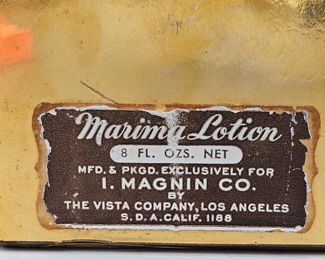 Marima Lotion
8 FL. OZS. NET
MFD. & PKGD. EXCLUSIVELY FOR
I. MAGNIN CO.
BY
THE VISTA COMPANY, LOS ANGELES
S. D. A. CALIF. 1188